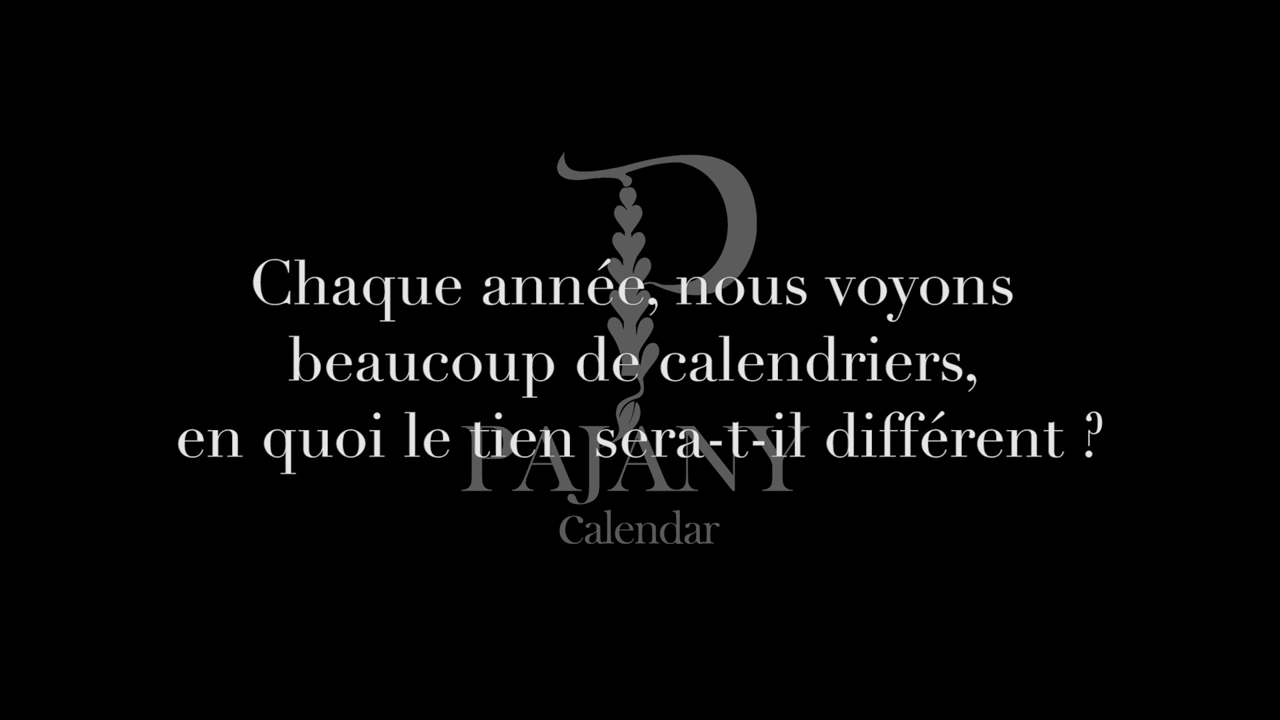 Chaque année, nous voyons
beaucoup de calendriers,
en quoi le tien sera-t-il différent ?
P
PAJANY
Calendar